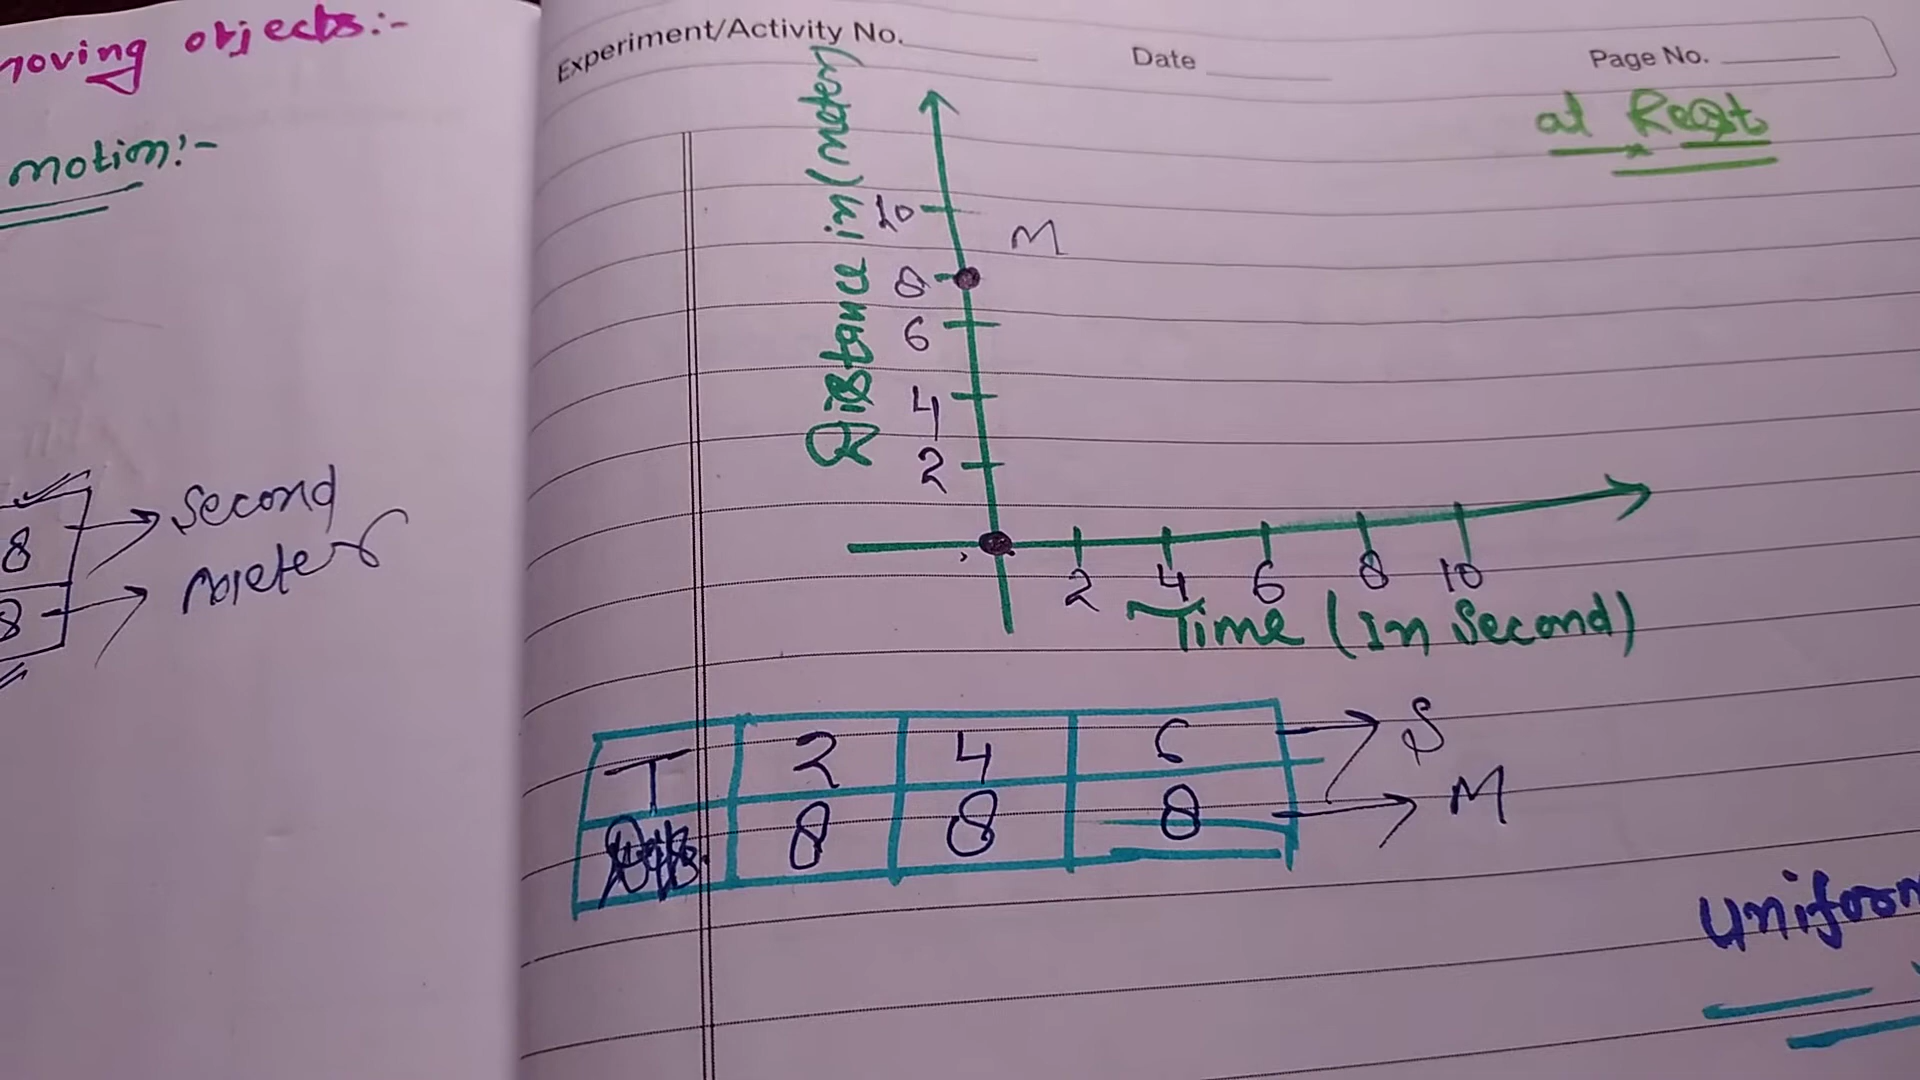 moving objects:-
motion:-
8 → Second
8 → meter
Experiment/Activity No.
Date
Page No.
at Rest
Distance in (meter)
M
10
8
6
4
2
2 4 6 8 10
Time (in Second)
T 2 4 6 → S
8 8 8 → M
uniform